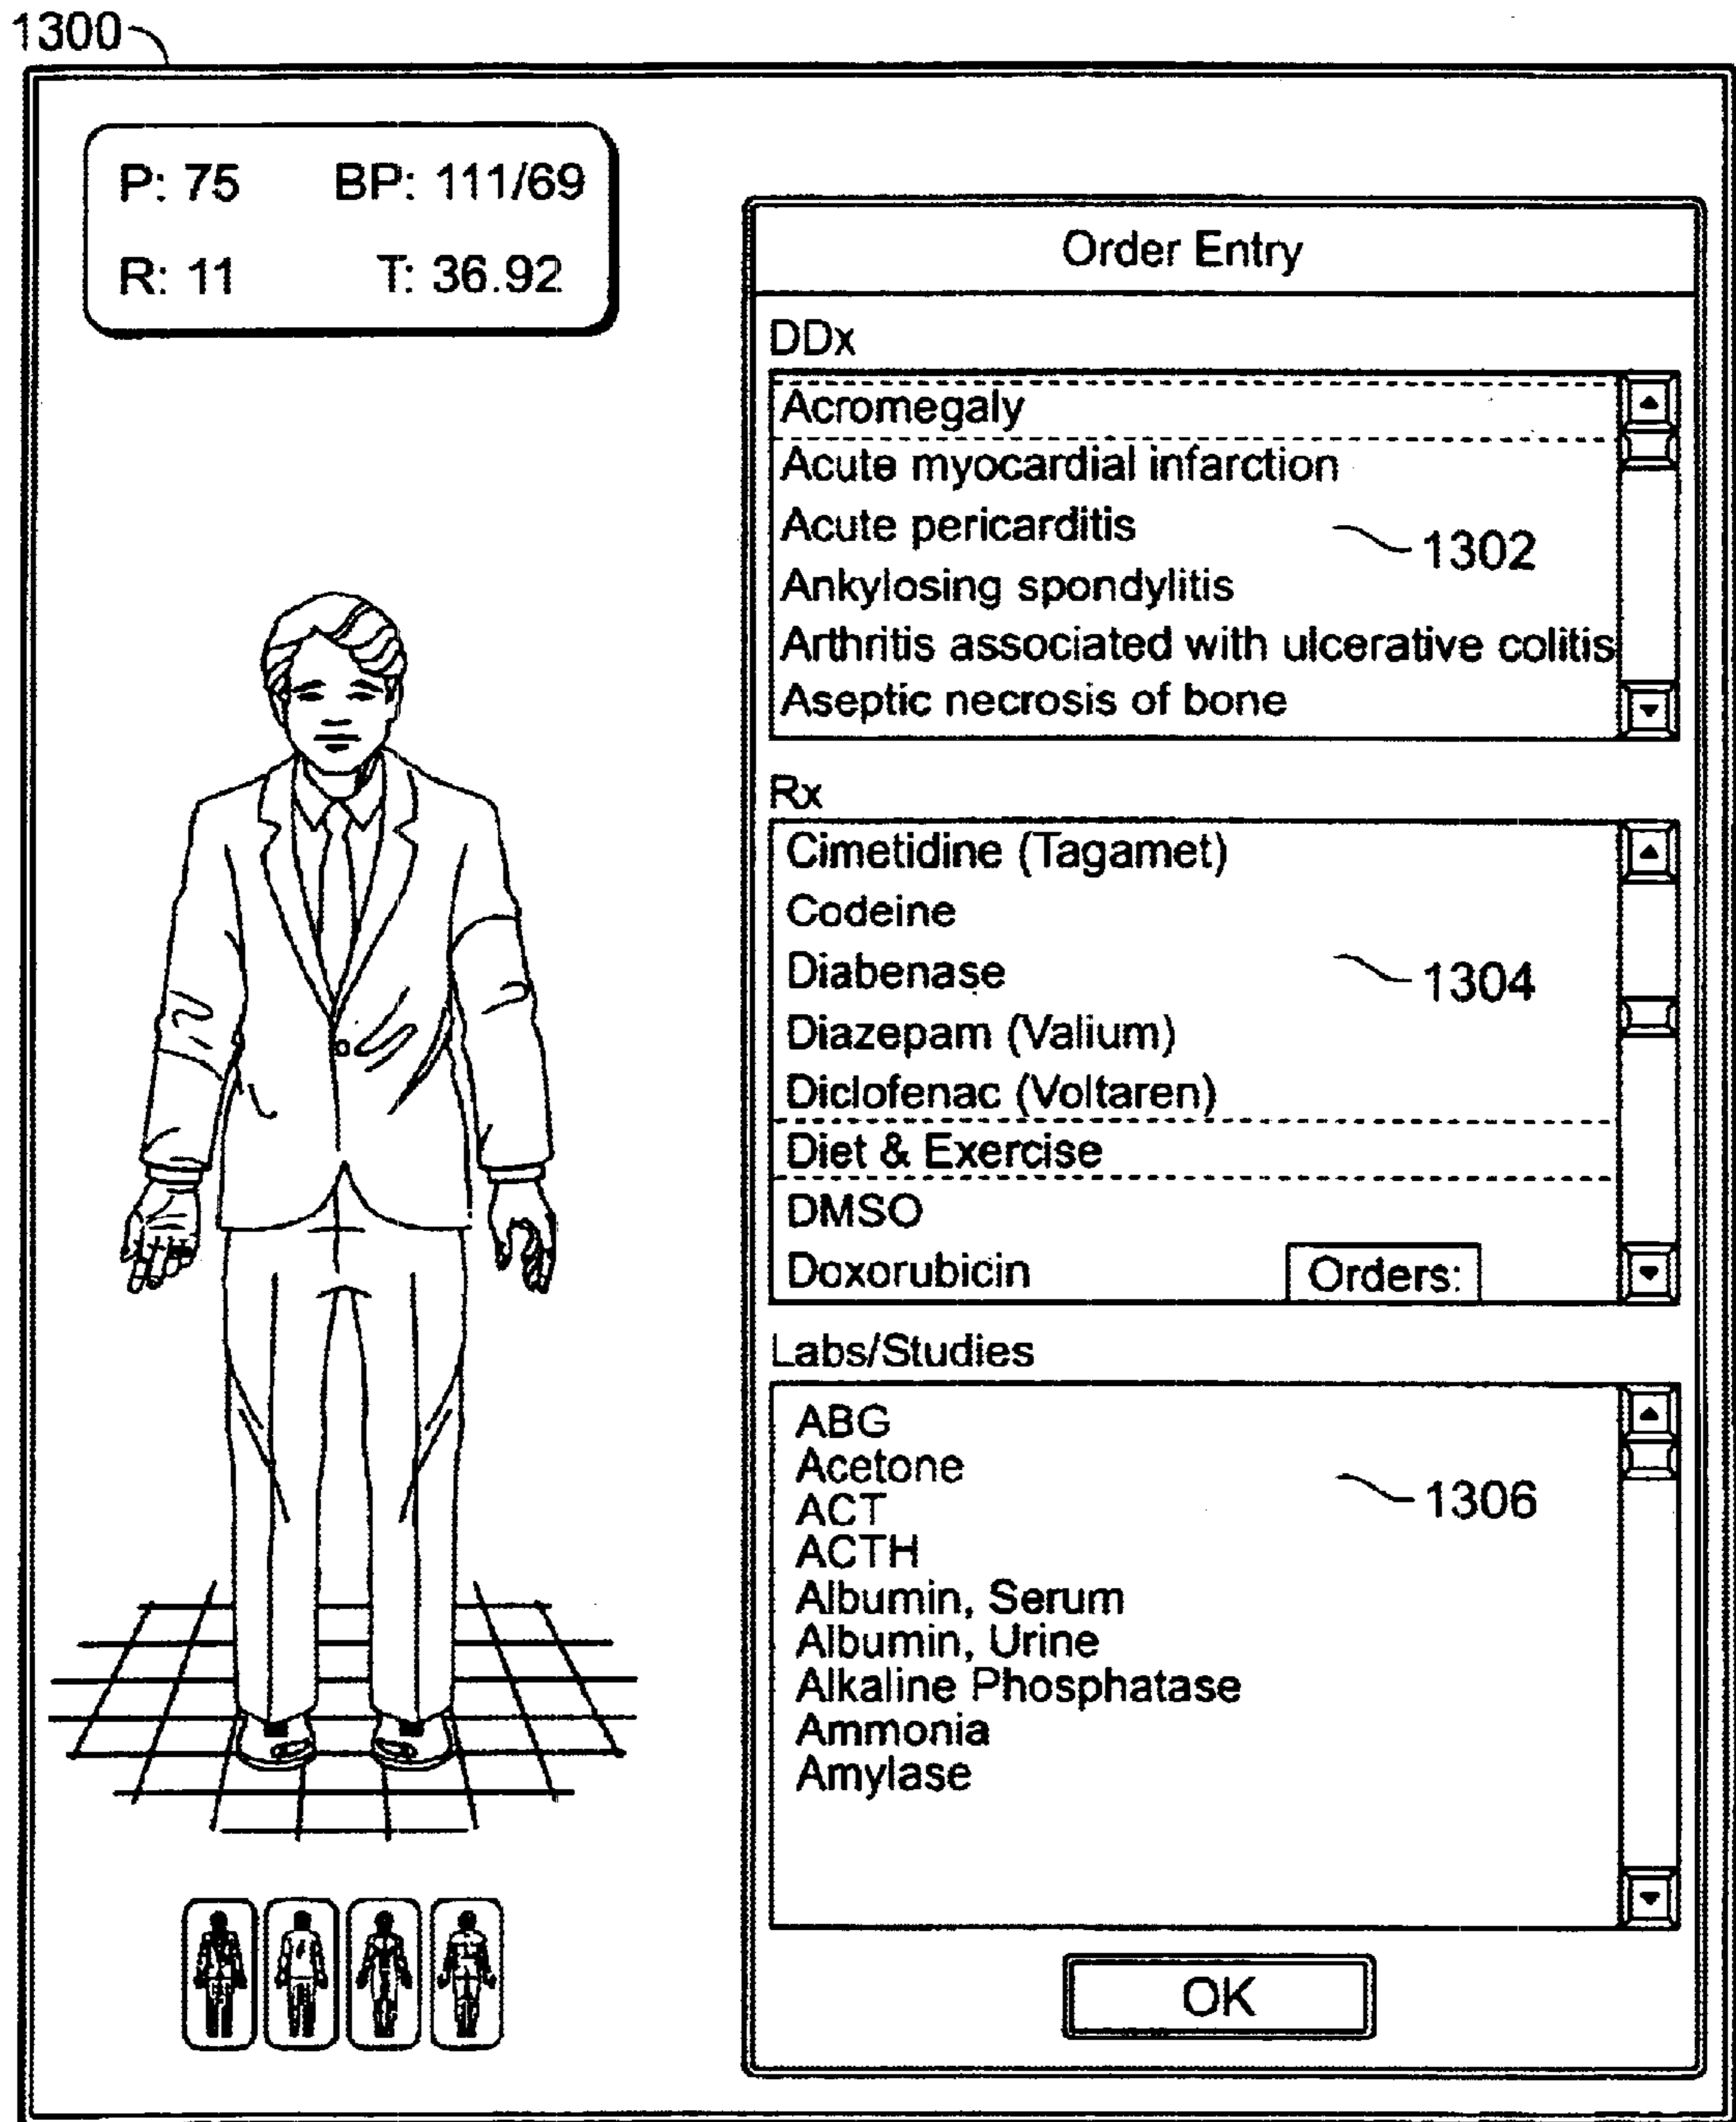 1300
P: 75 BP: 111/69
R: 11 T: 36.92
Order Entry
DDx
Acromegaly
Acute myocardial infarction
Acute pericarditis
1302
Ankylosing spondylitis
Arthritis associated with ulcerative colitis
Aseptic necrosis of bone
Rx
Cimetidine (Tagamet)
Codeine
Diabenase
1304
Diazepam (Valium)
Diclofenac (Voltaren)
Diet & Exercise
DMSO
Doxorubicin
Orders:
Labs/Studies
ABG
Acetone
1306
ACT
ACTH
Albumin, Serum
Albumin, Urine
Alkaline Phosphatase
Ammonia
Amylase
OK